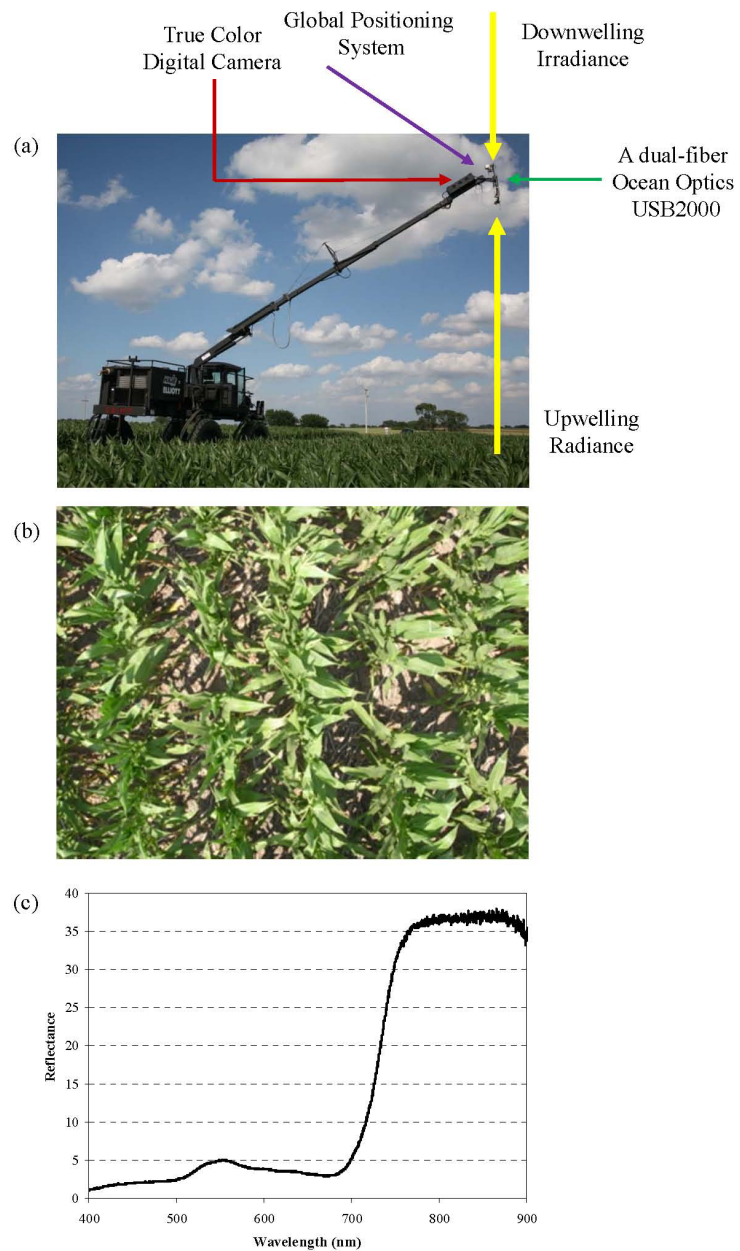 True Color
Digital Camera
Global Positioning
System
Downwelling
Irradiance
(a)
A dual-fiber
Ocean Optics
USB2000
ELLIOTT
Upwelling
Radiance
(b)
(c)
40
35
30
25
20
15
10
5
0
Reflectance
400 500 600 700 800 900
Wavelength (nm)